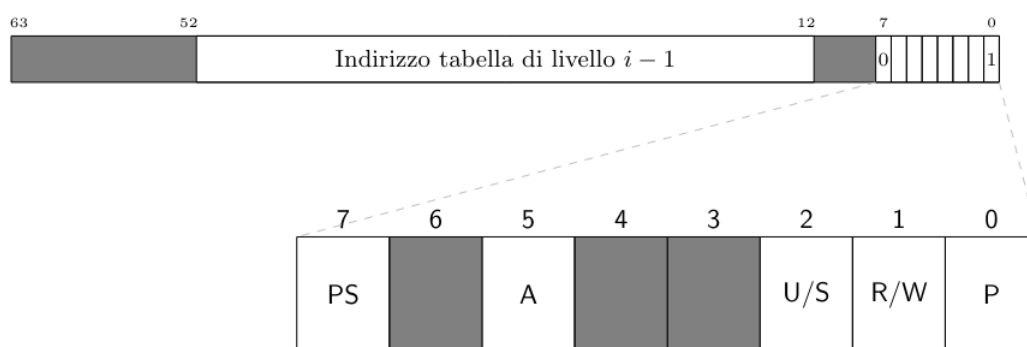 63 52 12 7 0
Indirizzo tabella di livello i − 1 0 1
7 6 5 4 3 2 1 0
PS A U/S R/W P